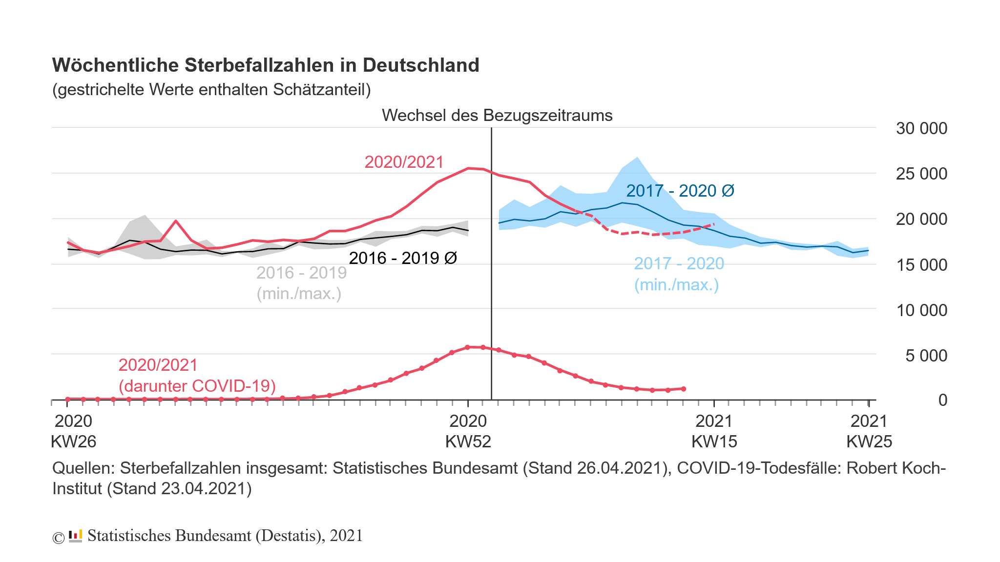 Wöchentliche Sterbefallzahlen in Deutschland
(gestrichelte Werte enthalten Schätzanteil)
Wechsel des Bezugszeitraums
30 000
2020/2021
25 000
2017 - 2020 Ø
20 000
2016 - 2019 Ø
2017 - 2020
(min./max.)
15 000
2016 - 2019
(min./max.)
10 000
5 000
2020/2021
(darunter COVID-19)
0
2020
KW26
2020
KW52
2021
KW15
2021
KW25
Quellen: Sterbefallzahlen insgesamt: Statistisches Bundesamt (Stand 26.04.2021), COVID-19-Todesfälle: Robert Koch-
Institut (Stand 23.04.2021)
© Statistisches Bundesamt (Destatis), 2021